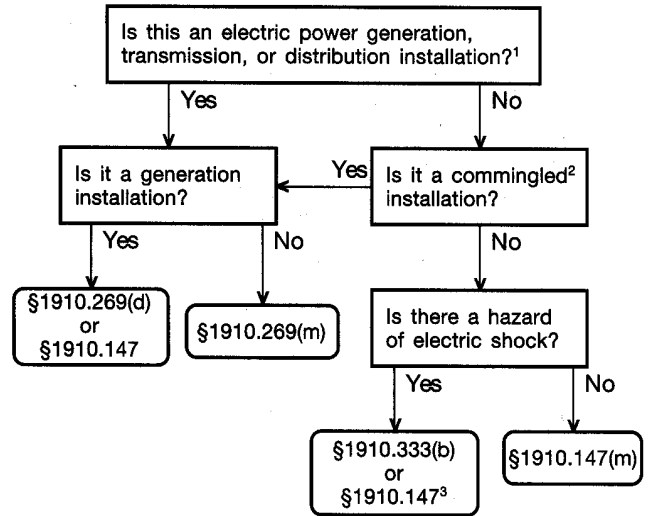 Is this an electric power generation,
transmission, or distribution installation?¹
Yes
No
Is it a generation
installation?
Yes
Is it a commingled²
installation?
Yes
No
No
§1910.269(d)
or
§1910.147
§1910.269(m)
Is there a hazard
of electric shock?
Yes
No
§1910.333(b)
or
§1910.147³
§1910.147(m)